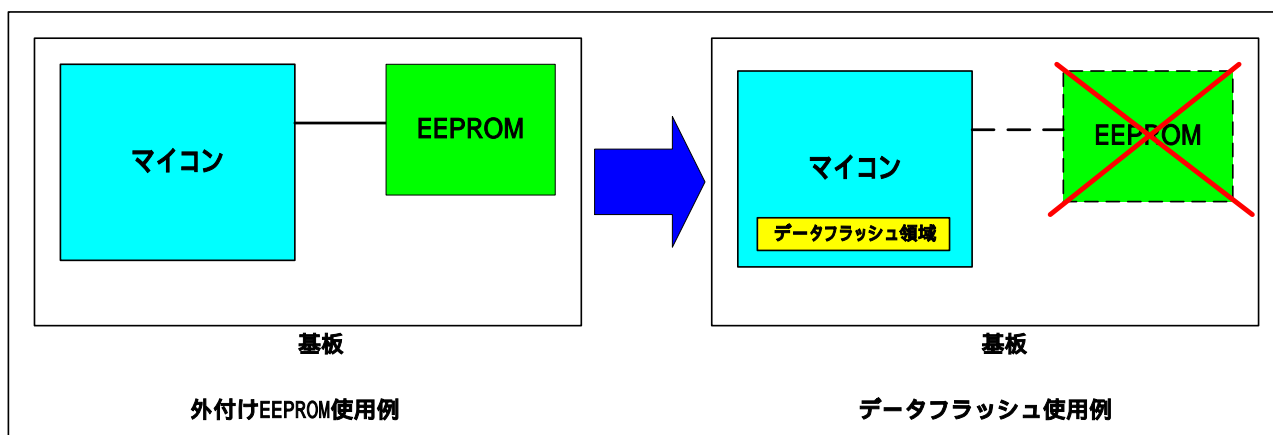 マイコン
EEPROM
基板
外付けEEPROM使用例
マイコン
EEPROM
データフラッシュ領域
基板
データフラッシュ使用例